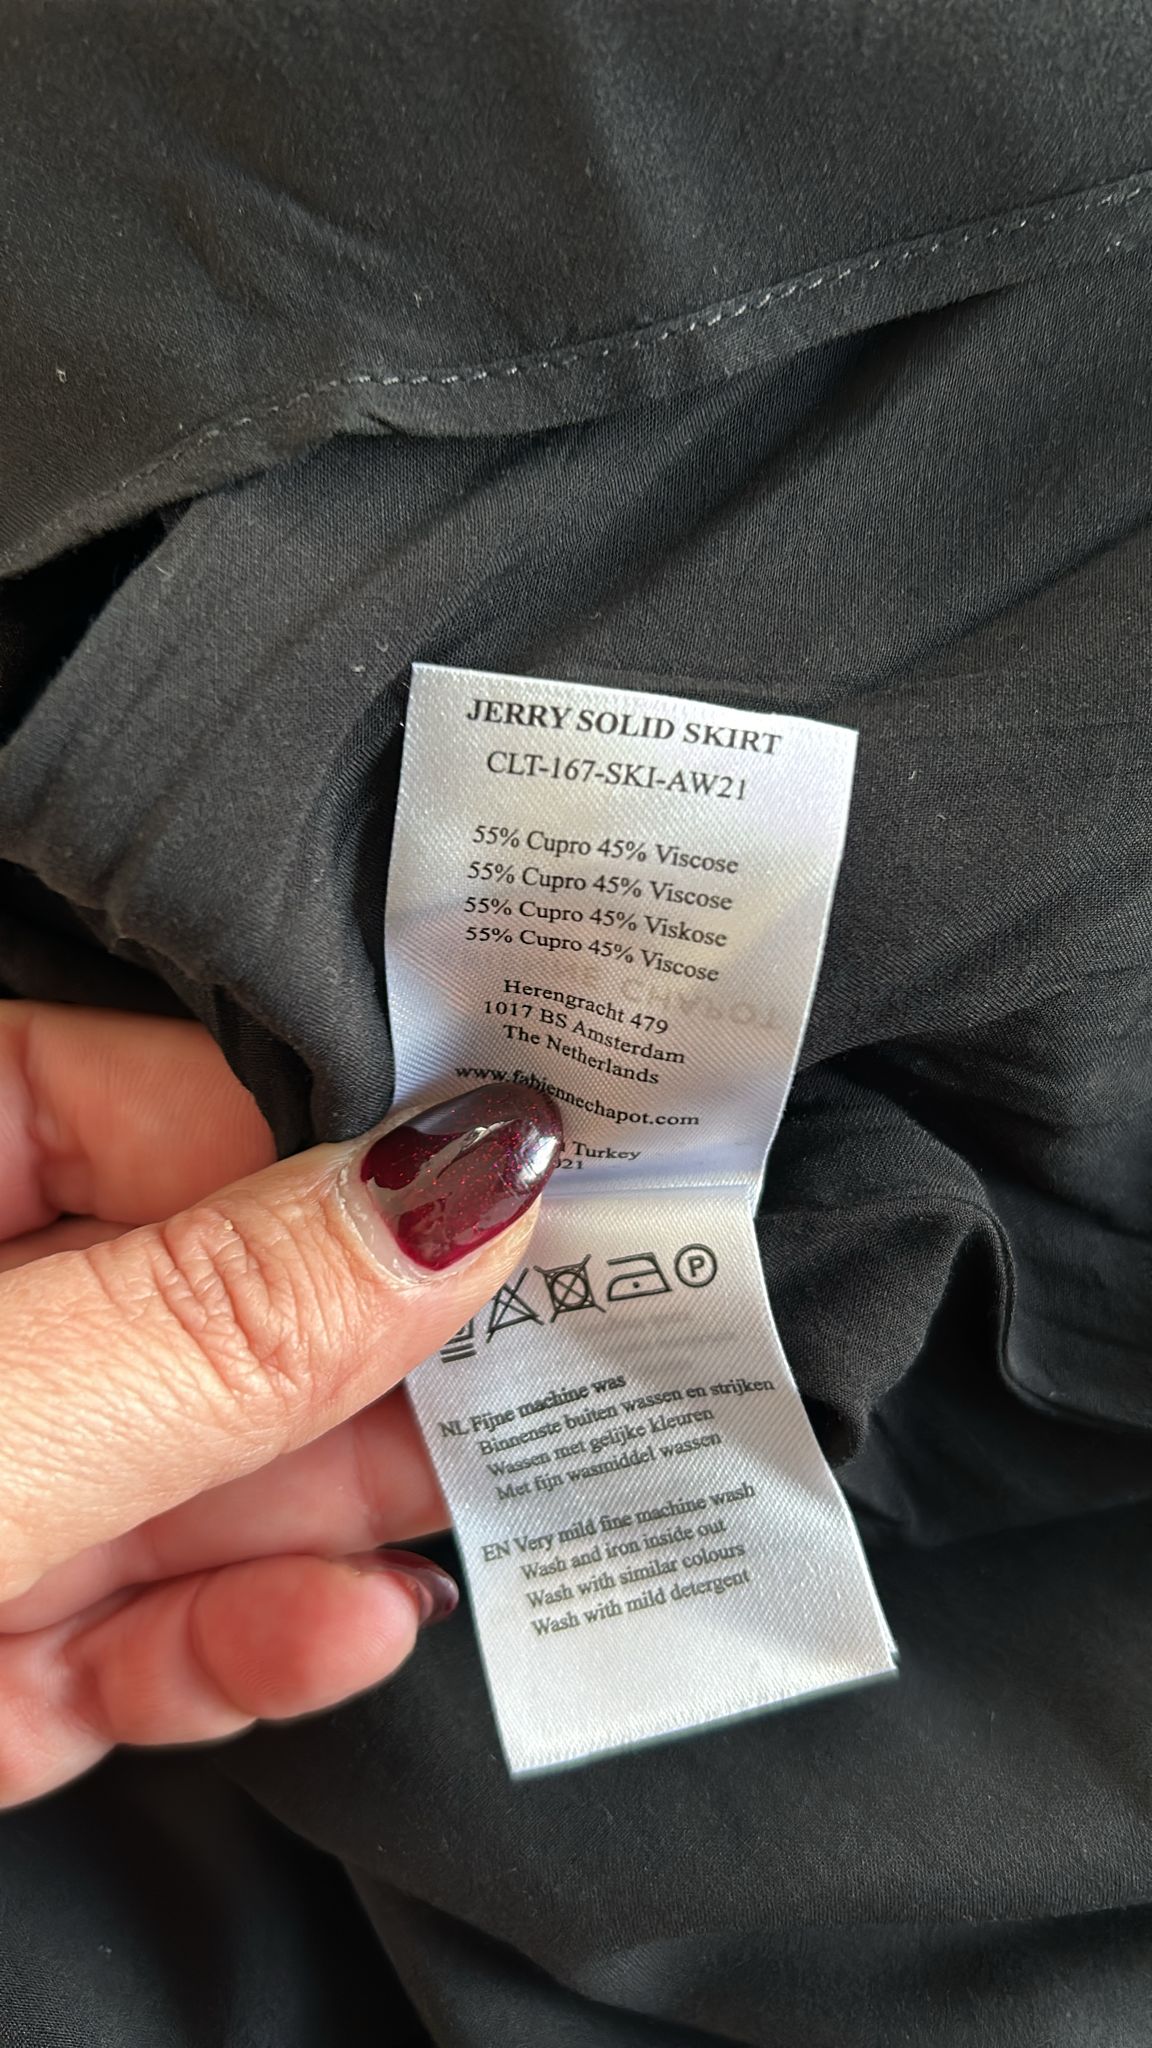 JERRY SOLID SKIRT
CLT-167-SKI-AW21
55% Cupro 45% Viscose
55% Cupro 45% Viscose
55% Cupro 45% Viskose
55% Cupro 45% Viscose
Herengracht 479
1017 BS Amsterdam
The Netherlands
www.fabiennechapot.com
Turkey
021
P
NL Fijne machine was
Binnenste buiten wassen en strijken
Wassen met gelijke kleuren
Met fijn wasmiddel wassen
EN Very mild fine machine wash
Wash and iron inside out
Wash with similar colours
Wash with mild detergent